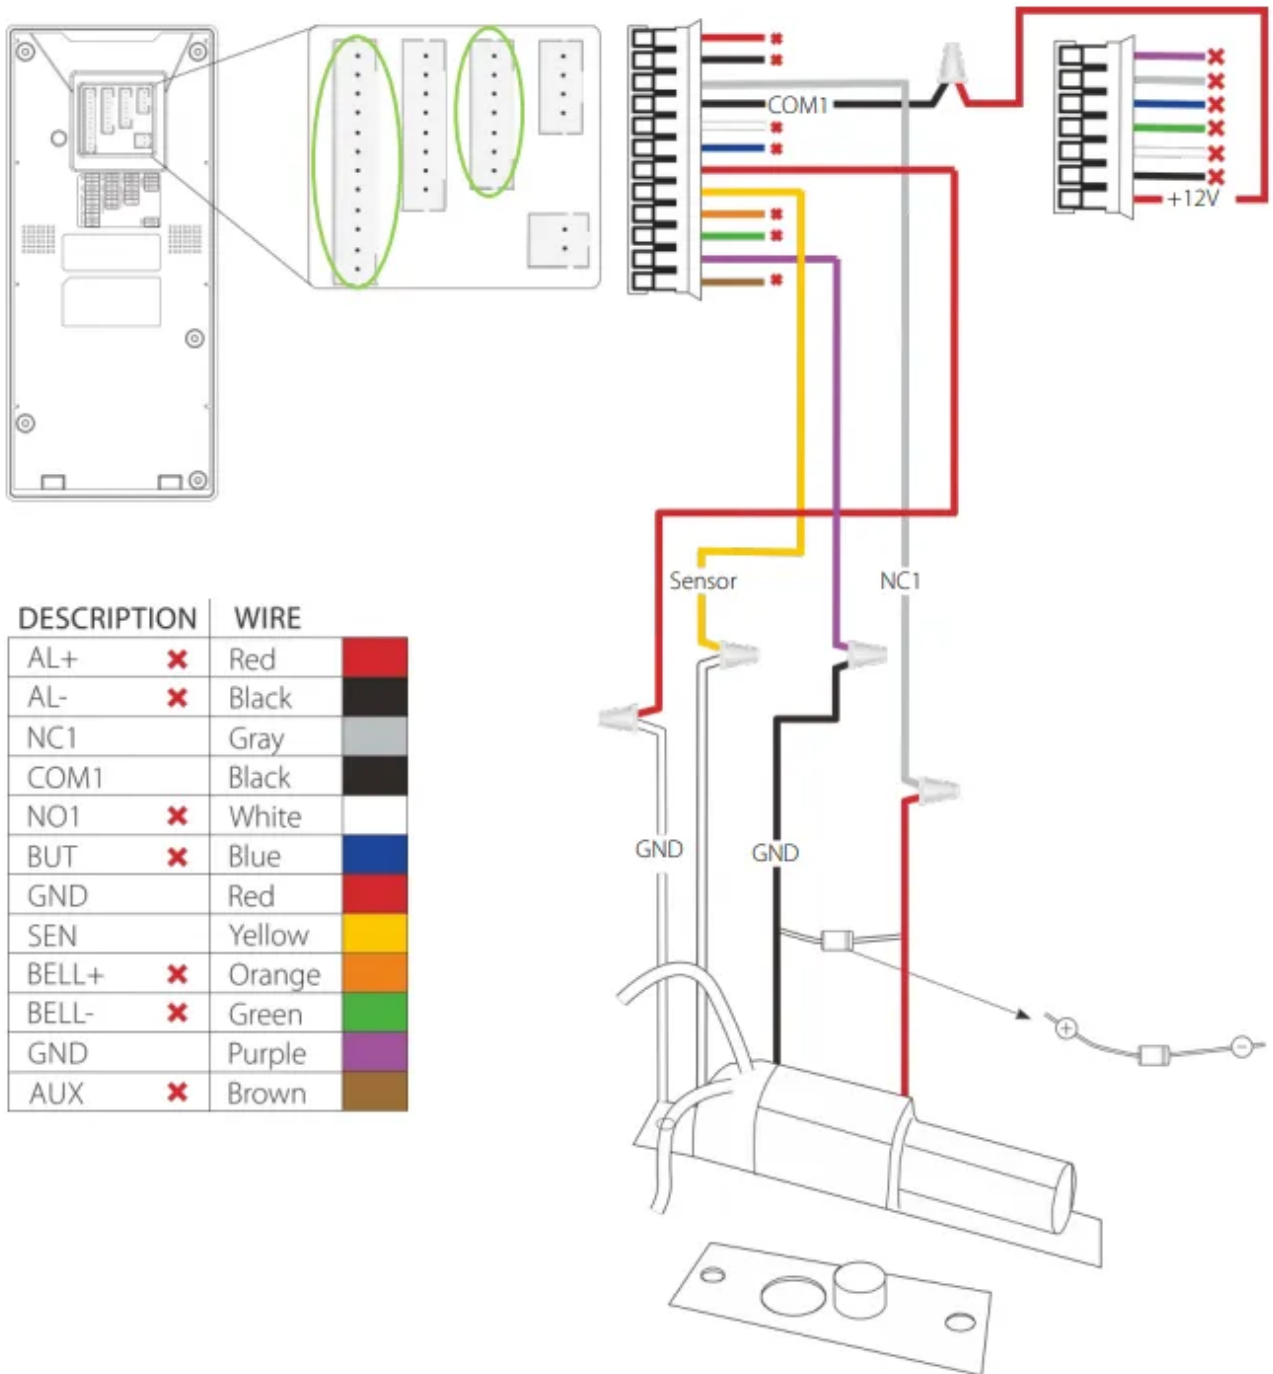 COM1
+12V
Sensor
NC1
DESCRIPTION WIRE
AL+ Red
AL- Black
NC1 Gray
COM1 Black
NO1 White
BUT Blue
GND Red
SEN Yellow
BELL+ Orange
BELL- Green
GND Purple
AUX Brown
GND
GND